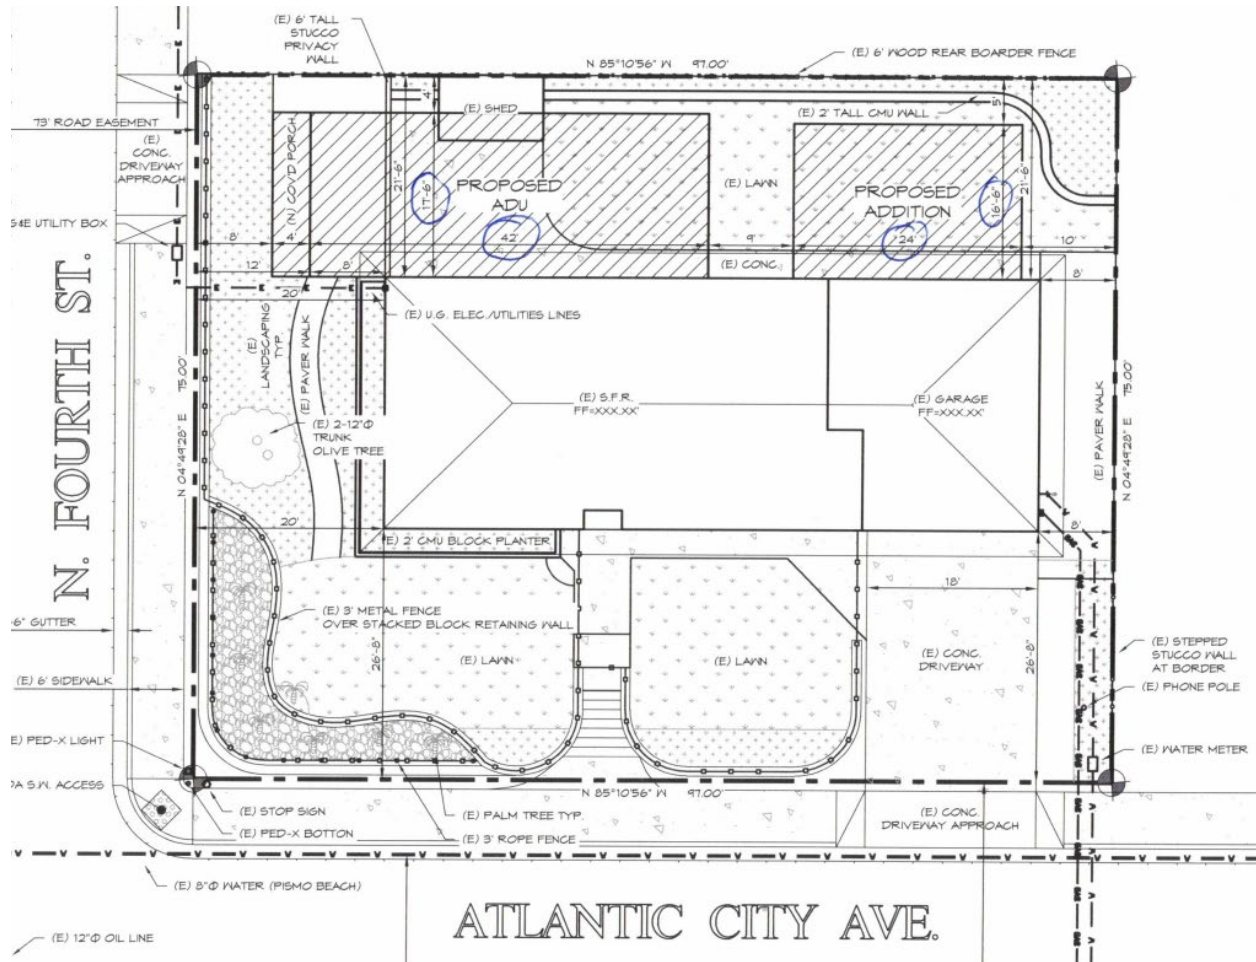 (E) 6' TALL
STUCCO
PRIVACY
WALL
N 85°10'56" W 97.00'
(E) 6' WOOD REAR BOARDER FENCE
73' ROAD EASEMENT
(E)
CONC.
DRIVEWAY
APPROACH
4'
(E) SHED
(E) 2' TALL CMU WALL
5'
(N) COV'D PORCH
21'-6"
17'-6"
PROPOSED
ADU
(E) LAWN
PROPOSED
ADDITION
16'-6"
21'-6"
UTILITY BOX
8'
4'
42'
9'
24'
10'
(E) CONC.
12'
8'
8'
20'
(E) U.G. ELEC./UTILITIES LINES
(E)
LANDSCAPING
TYP.
(E) PAVER WALK
N. FOURTH ST.
N 04°49'28" E 75.00'
(E) S.F.R.
FF=XXX.XX'
(E) GARAGE
FF=XXX.XX'
(E) PAVER WALK
N 04°49'28" E 75.00'
(E) 2-12"Φ
TRUNK
OLIVE TREE
20'
(E) 2' CMU BLOCK PLANTER
8'
18'
(E) 3' METAL FENCE
OVER STACKED BLOCK RETAINING WALL
6" GUTTER
26'-8"
(E) LAWN
(E) LAWN
(E) CONC.
DRIVEWAY
26'-8"
(E) STEPPED
STUCCO WALL
AT BORDER
(E) 6' SIDEWALK
(E) PHONE POLE
E) PED-X LIGHT
(E) WATER METER
S.W. ACCESS
N 85°10'56" W 97.00'
(E) STOP SIGN
(E) PALM TREE TYP.
(E) CONC.
DRIVEWAY APPROACH
(E) PED-X BOTTON
(E) 3' ROPE FENCE
(E) 8"Φ WATER (PISMO BEACH)
ATLANTIC CITY AVE.
(E) 12"Φ OIL LINE
GAS
GAS
GAS
GAS
GAS
GAS